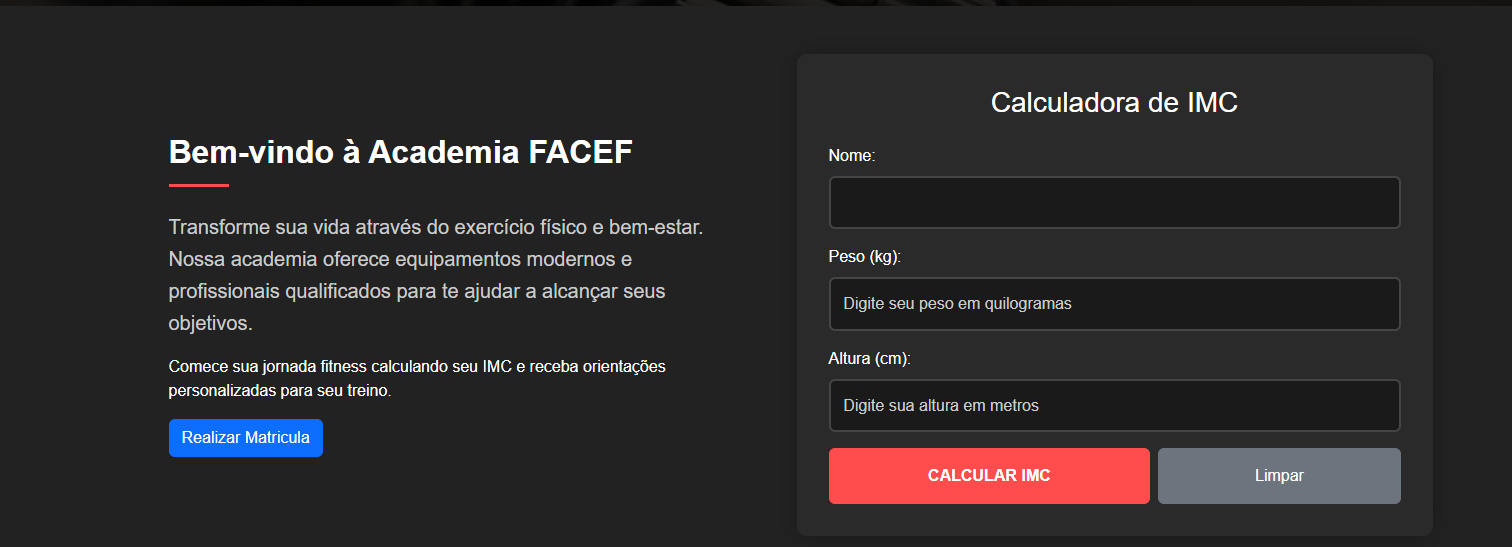 Bem-vindo à Academia FACEF
Transforme sua vida através do exercício físico e bem-estar.
Nossa academia oferece equipamentos modernos e
profissionais qualificados para te ajudar a alcançar seus
objetivos.
Comece sua jornada fitness calculando seu IMC e receba orientações
personalizadas para seu treino.
Realizar Matricula
Calculadora de IMC
Nome:
Peso (kg):
Digite seu peso em quilogramas
Altura (cm):
Digite sua altura em metros
CALCULAR IMC
Limpar